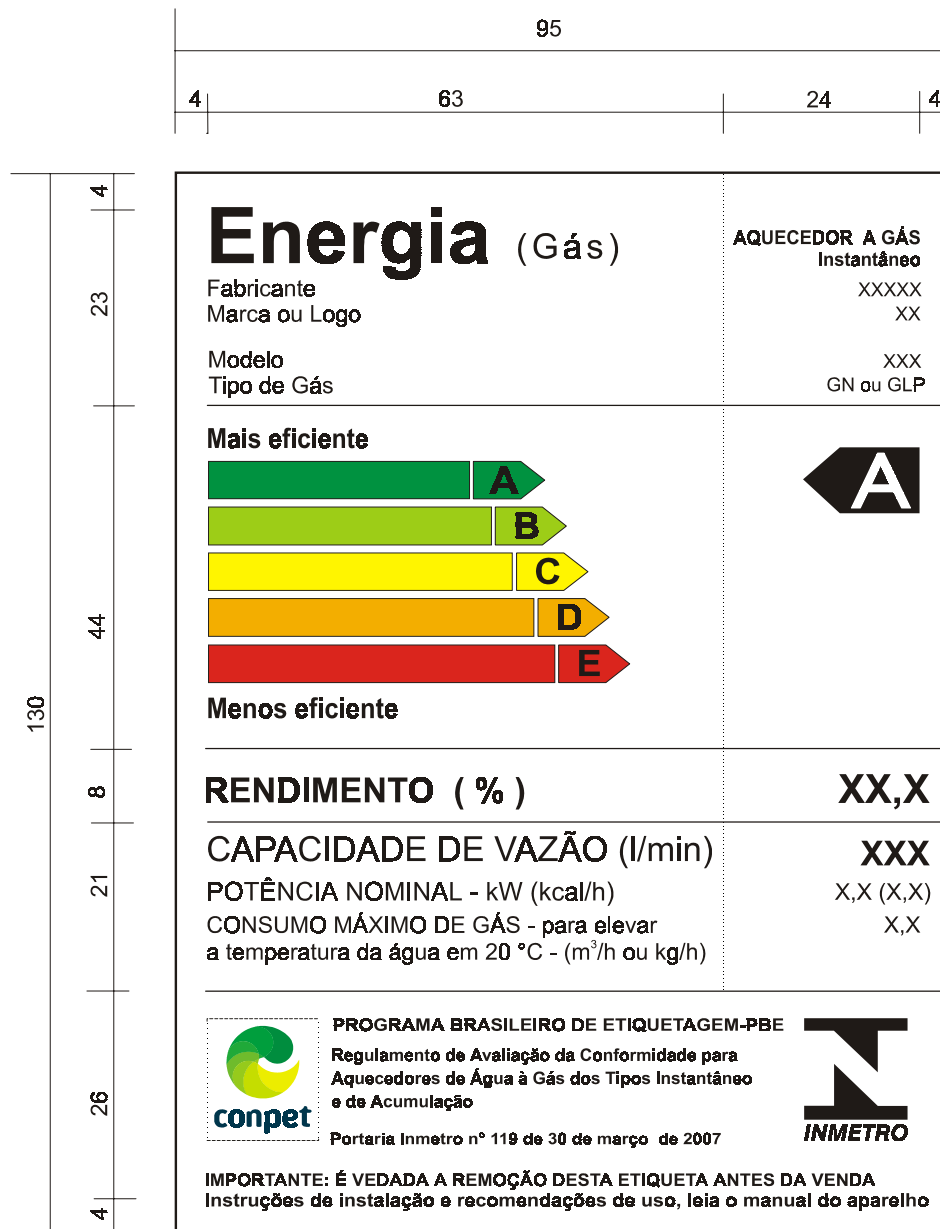 95
4 63 24 4
4
Energia (Gás)
AQUECEDOR A GÁS
Instantâneo
23
Fabricante XXXXX
Marca ou Logo XX
Modelo XXX
Tipo de Gás GN ou GLP
Mais eficiente
A A
B
C
44
D
E
Menos eficiente
130
8
RENDIMENTO ( % ) XX,X
CAPACIDADE DE VAZÃO (l/min) XXX
21
POTÊNCIA NOMINAL - kW (kcal/h) X,X (X,X)
CONSUMO MÁXIMO DE GÁS - para elevar X,X
a temperatura da água em 20 °C - (m³/h ou kg/h)
PROGRAMA BRASILEIRO DE ETIQUETAGEM-PBE
Regulamento de Avaliação da Conformidade para
Aquecedores de Água à Gás dos Tipos Instantâneo
e de Acumulação
26
conpet
Portaria Inmetro nº 119 de 30 de março de 2007
INMETRO
IMPORTANTE: É VEDADA A REMOÇÃO DESTA ETIQUETA ANTES DA VENDA
Instruções de instalação e recomendações de uso, leia o manual do aparelho
4